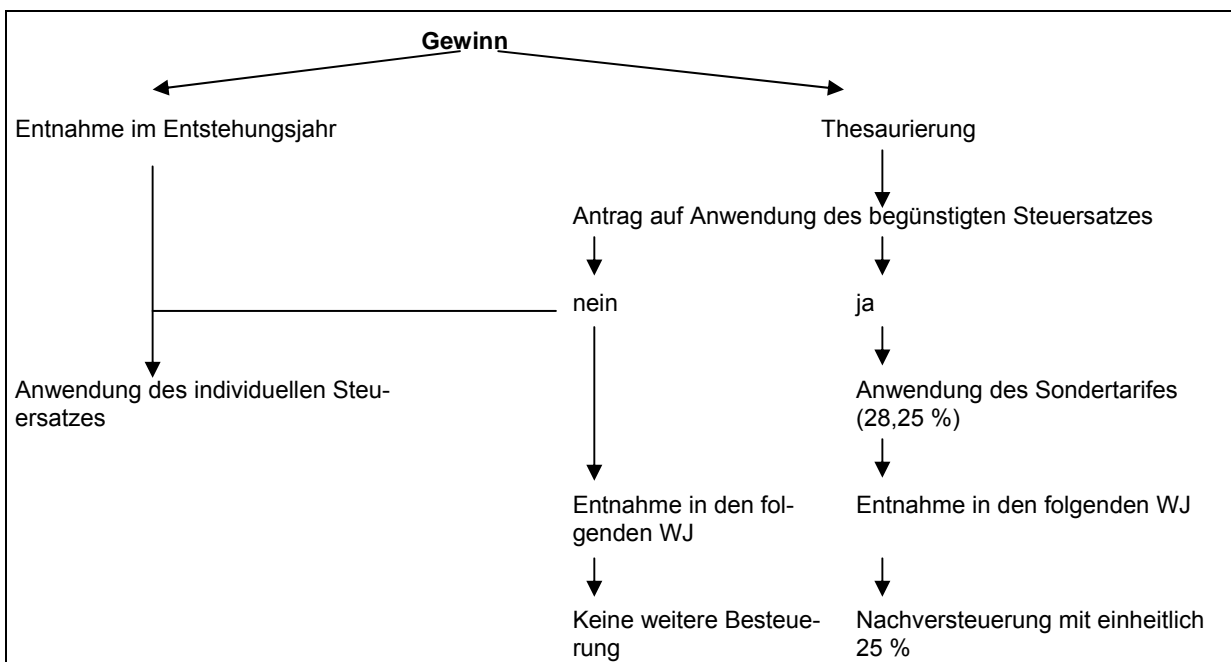 Gewinn
Entnahme im Entstehungsjahr
Thesaurierung
Antrag auf Anwendung des begünstigten Steuersatzes
nein
ja
Anwendung des individuellen Steu-
ersatzes
Anwendung des Sondertarifes
(28,25 %)
Entnahme in den fol-
genden WJ
Entnahme in den folgenden WJ
Keine weitere Besteue-
rung
Nachversteuerung mit einheitlich
25 %